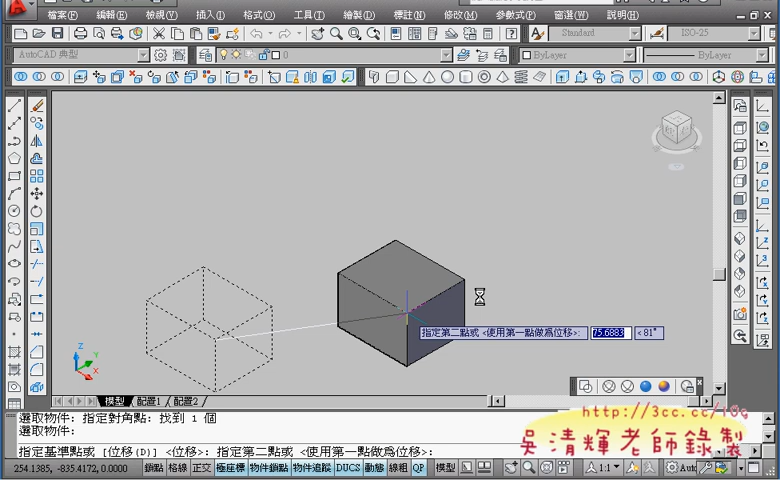 檔案(F) 編輯(E) 檢視(V) 插入(I) 格式(O) 工具(T) 繪製(D) 標註(N) 修改(M) 參數式(P) 視窗(W) 說明(H)
Standard ISO-25
AutoCAD 典型 0 ByLayer ByLayer
指定第二點或 <使用第一點做為位移>: 75.6883 < 81°
Z
Y
X
模型 配置1 配置2
選取物件: 指定對角點: 找到 1 個
選取物件:
指定基準點或 [位移(D)] <位移>: 指定第二點或 <使用第一點做為位移>:
http://3cc.cc/10q
吳清輝老師錄製
254.1385, -835.4172, 0.0000 鎖點 格線 正交 極座標 物件鎖點 物件追蹤 DUCS 動態 線粗 QP 模型 1:1